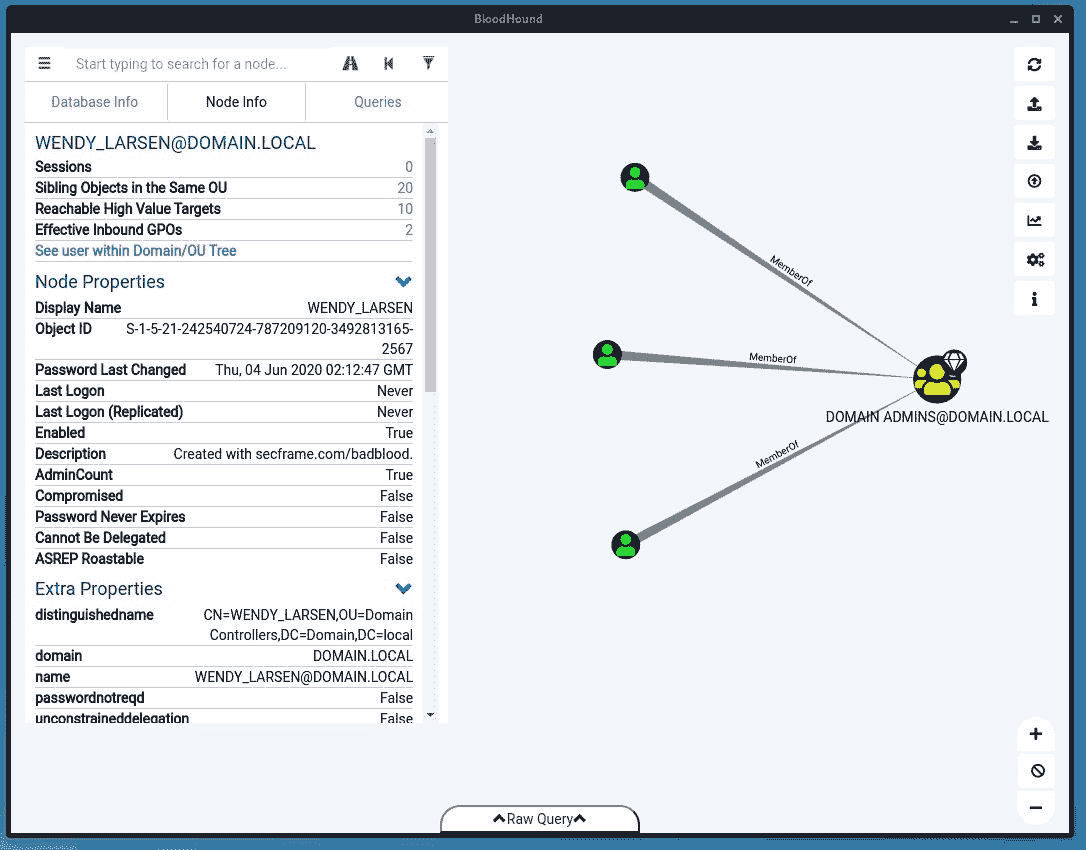 BloodHound
Start typing to search for a node...
Database Info
Node Info
Queries
WENDY_LARSEN@DOMAIN.LOCAL
Sessions 0
Sibling Objects in the Same OU 20
Reachable High Value Targets 10
Effective Inbound GPOs 2
See user within Domain/OU Tree
Node Properties
Display Name WENDY_LARSEN
Object ID S-1-5-21-242540724-787209120-3492813165-
2567
Password Last Changed Thu, 04 Jun 2020 02:12:47 GMT
Last Logon Never
Last Logon (Replicated) Never
Enabled True
Description Created with secframe.com/badblood.
AdminCount True
Compromised False
Password Never Expires False
Cannot Be Delegated False
ASREP Roastable False
Extra Properties
distinguishedname CN=WENDY_LARSEN,OU=Domain
Controllers,DC=Domain,DC=local
domain DOMAIN.LOCAL
name WENDY_LARSEN@DOMAIN.LOCAL
passwordnotreqd False
unconstraineddelegation False
MemberOf
MemberOf
MemberOf
DOMAIN ADMINS@DOMAIN.LOCAL
Raw Query